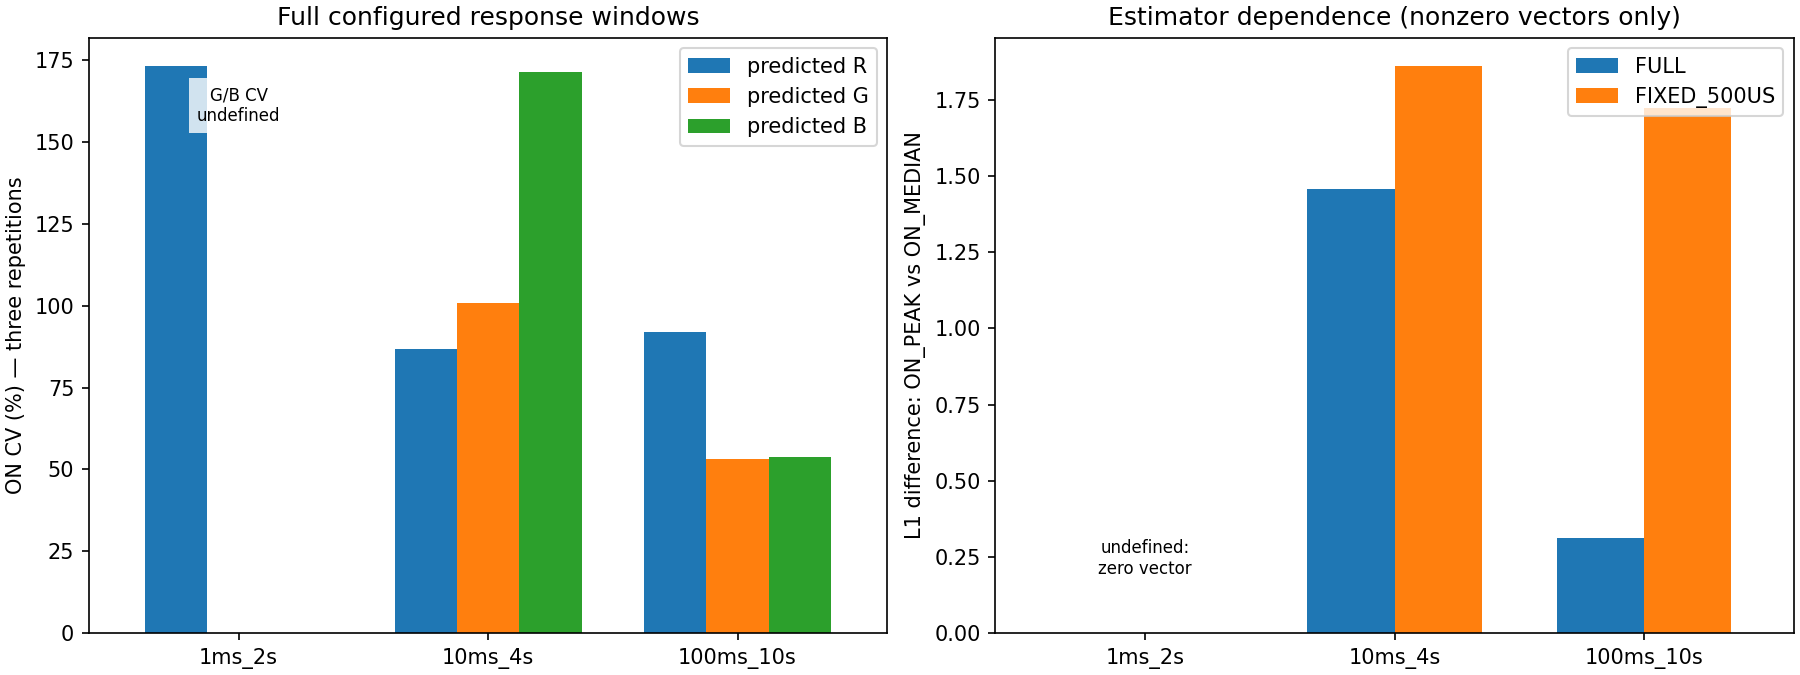 Full configured response windows
ON CV (%) — three repetitions
175
150
125
100
75
50
25
0
G/B CV
undefined
predicted R
predicted G
predicted B
1ms_2s
10ms_4s
100ms_10s
Estimator dependence (nonzero vectors only)
L1 difference: ON_PEAK vs ON_MEDIAN
1.75
1.50
1.25
1.00
0.75
0.50
0.25
0.00
FULL
FIXED_500US
undefined:
zero vector
1ms_2s
10ms_4s
100ms_10s